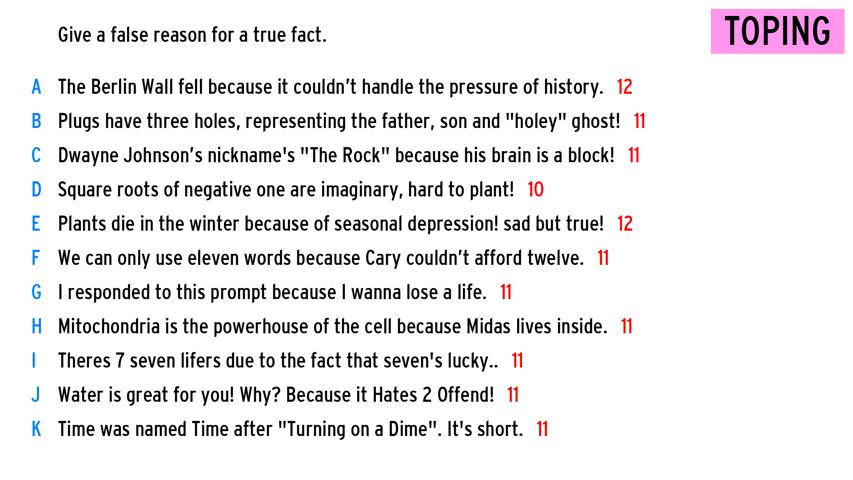 Give a false reason for a true fact.
TOPING
A The Berlin Wall fell because it couldn't handle the pressure of history. 12
B Plugs have three holes, representing the father, son and "holey" ghost! 11
C Dwayne Johnson's nickname's "The Rock" because his brain is a block! 11
D Square roots of negative one are imaginary, hard to plant! 10
E Plants die in the winter because of seasonal depression! sad but true! 12
F We can only use eleven words because Cary couldn't afford twelve. 11
G I responded to this prompt because I wanna lose a life. 11
H Mitochondria is the powerhouse of the cell because Midas lives inside. 11
I Theres 7 seven lifers due to the fact that seven's lucky.. 11
J Water is great for you! Why? Because it Hates 2 Offend! 11
K Time was named Time after "Turning on a Dime". It's short. 11